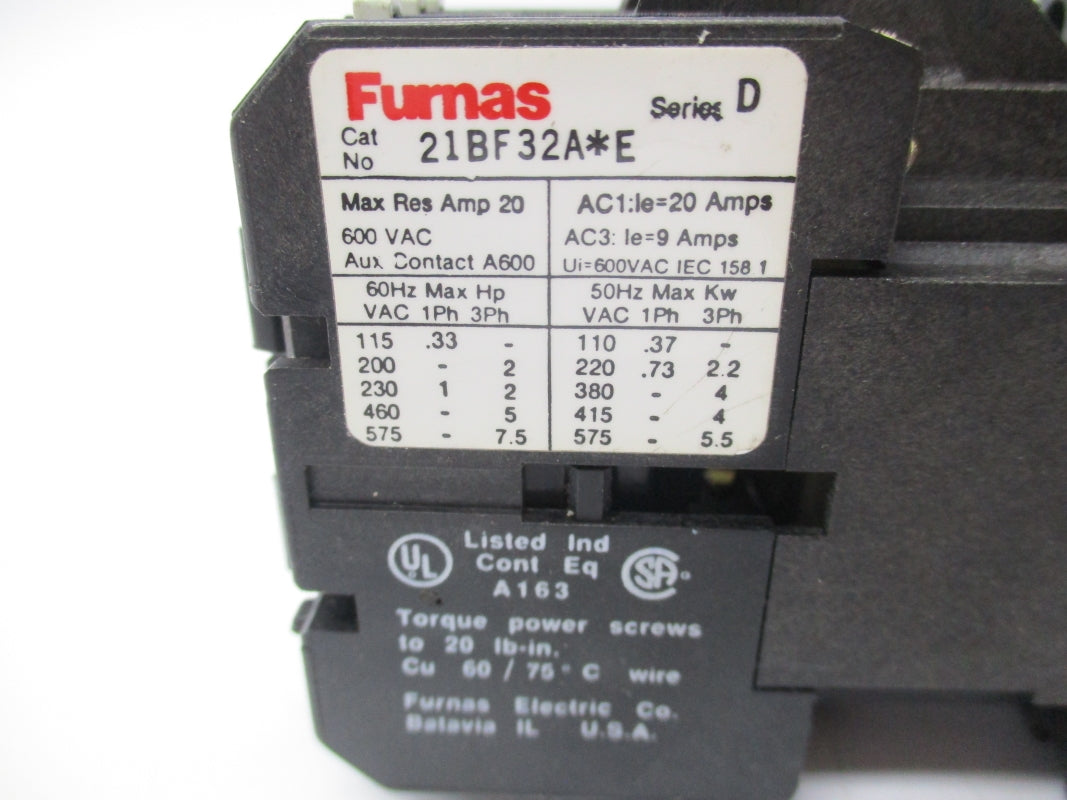 Furnas Series D
Cat No 21BF32A*E
Max Res Amp 20
600 VAC
Aux Contact A600
AC1:Ie=20 Amps
AC3: Ie=9 Amps
Ui=600VAC IEC 158 1
60Hz Max Hp
VAC 1Ph 3Ph
115 .33 -
200 - 2
230 1 2
460 - 5
575 - 7.5
50Hz Max Kw
VAC 1Ph 3Ph
110 .37 -
220 .73 2.2
380 - 4
415 - 4
575 - 5.5
UL
Listed Ind
Cont Eq
A163
SA
Torque power screws
to 20 lb-in.
Cu 60 / 75° C wire
Furnas Electric Co.
Batavia IL U.S.A.